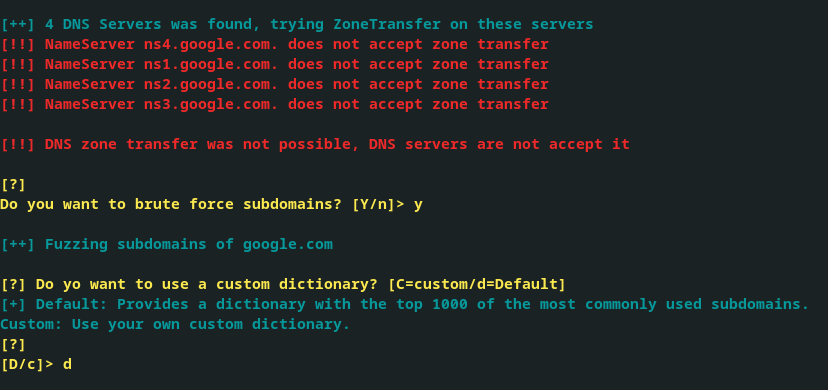 [++] 4 DNS Servers was found, trying ZoneTransfer on these servers
[!!] NameServer ns4.google.com. does not accept zone transfer
[!!] NameServer ns1.google.com. does not accept zone transfer
[!!] NameServer ns2.google.com. does not accept zone transfer
[!!] NameServer ns3.google.com. does not accept zone transfer
[!!] DNS zone transfer was not possible, DNS servers are not accept it
[?]
Do you want to brute force subdomains? [Y/n]> y
[++] Fuzzing subdomains of google.com
[?] Do yo want to use a custom dictionary? [C=custom/d=Default]
[+] Default: Provides a dictionary with the top 1000 of the most commonly used subdomains.
Custom: Use your own custom dictionary.
[?]
[D/c]> d